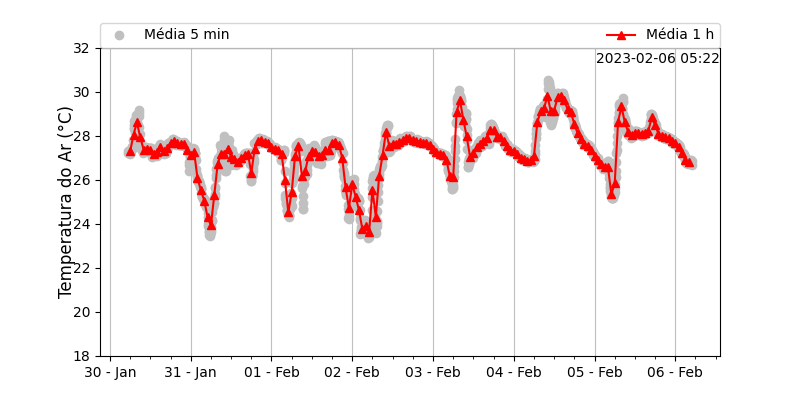 Média 5 min
Média 1 h
2023-02-06 05:22
Temperatura do Ar (°C)
32
30
28
26
24
22
20
18
30 - Jan
31 - Jan
01 - Feb
02 - Feb
03 - Feb
04 - Feb
05 - Feb
06 - Feb